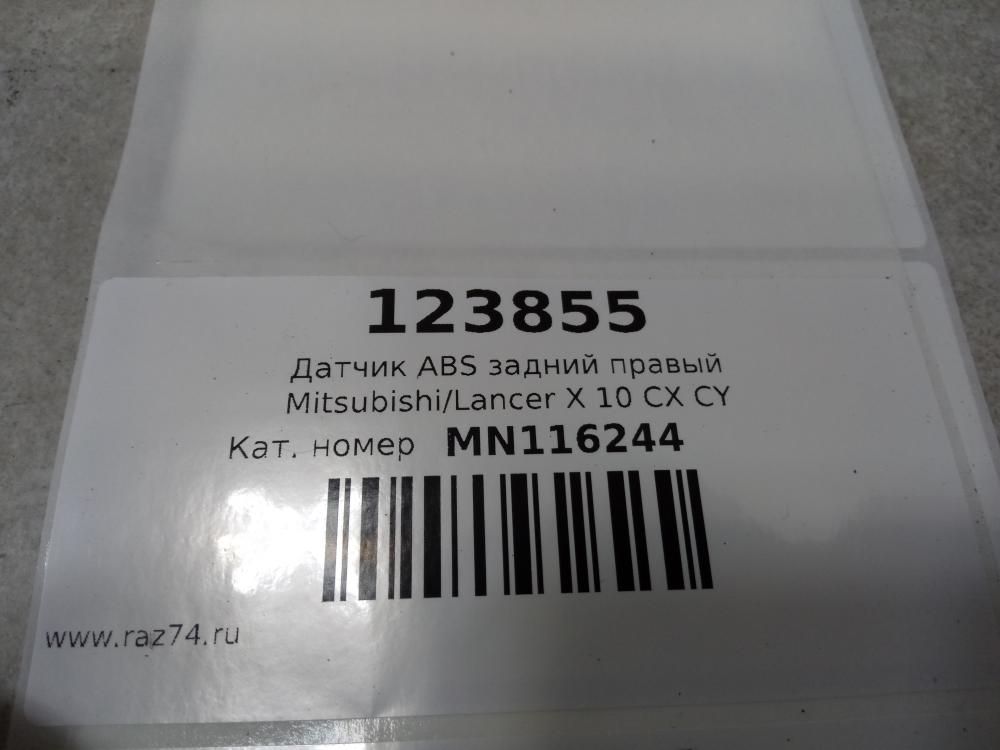 123855
Датчик ABS задний правый
Mitsubishi/Lancer X 10 CX CY
Кат. номер MN116244
www.raz74.ru